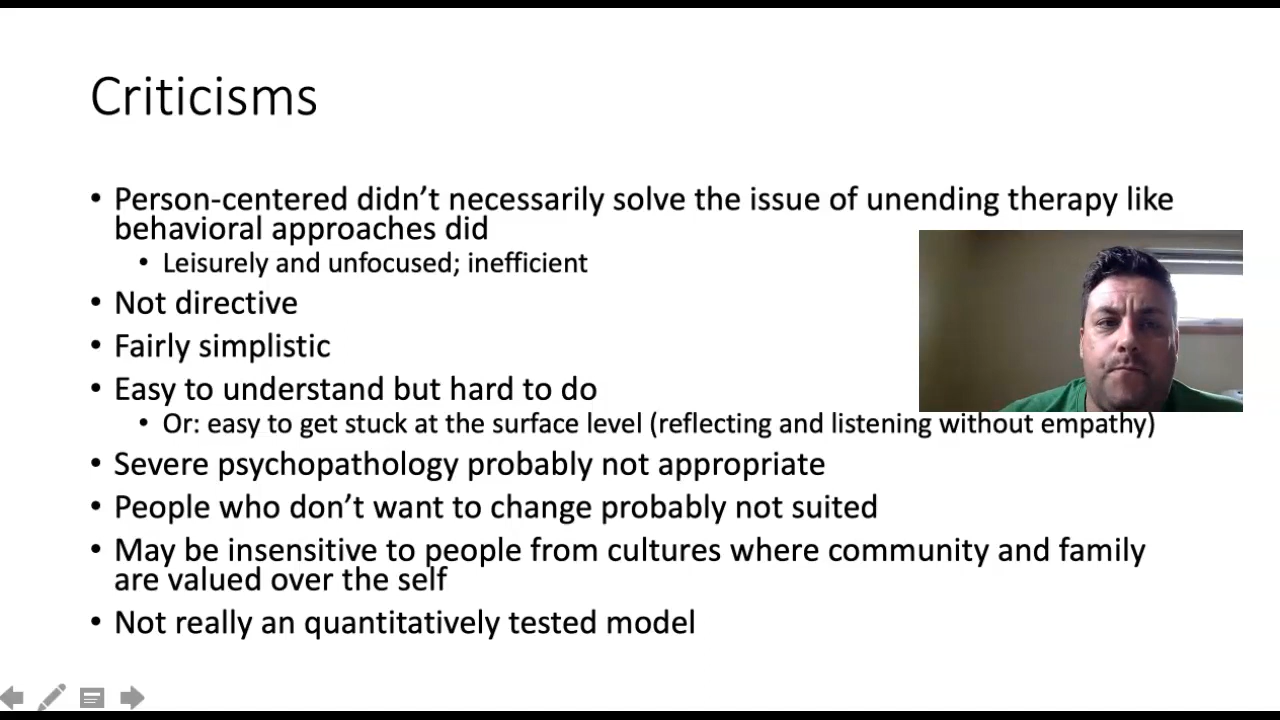 Criticisms
• Person-centered didn’t necessarily solve the issue of unending therapy like
behavioral approaches did
• Leisurely and unfocused; inefficient
• Not directive
• Fairly simplistic
• Easy to understand but hard to do
• Or: easy to get stuck at the surface level (reflecting and listening without empathy)
• Severe psychopathology probably not appropriate
• People who don’t want to change probably not suited
• May be insensitive to people from cultures where community and family
are valued over the self
• Not really an quantitatively tested model